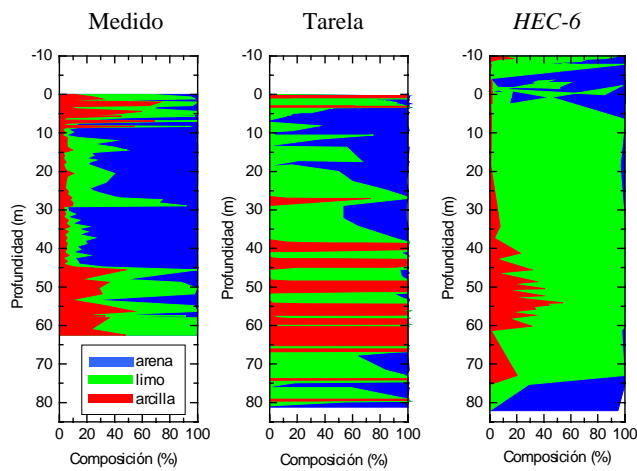 Medido
Tarela
HEC-6
-10 -10 -10
0 0 0
10 10 10
20 20 20
30 30 30
40 40 40
50 50 50
60 60 60
70 70 70
80 80 80
Profundidad (m)
Profundidad (m)
Profundidad (m)
arena
limo
arcilla
0 20 40 60 80 100
0 20 40 60 80 100
0 20 40 60 80 100
Composición (%)
Composición (%)
Composición (%)